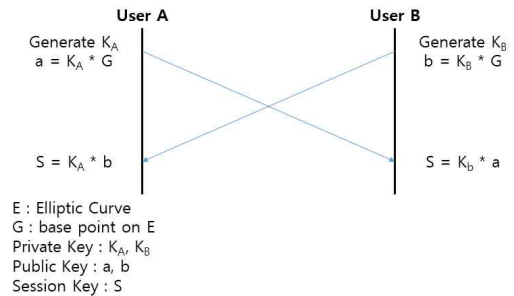 User A
User B
Generate K_A
a = K_A * G
Generate K_B
b = K_B * G
S = K_A * b
S = K_b * a
E : Elliptic Curve
G : base point on E
Private Key : K_A, K_B
Public Key : a, b
Session Key : S